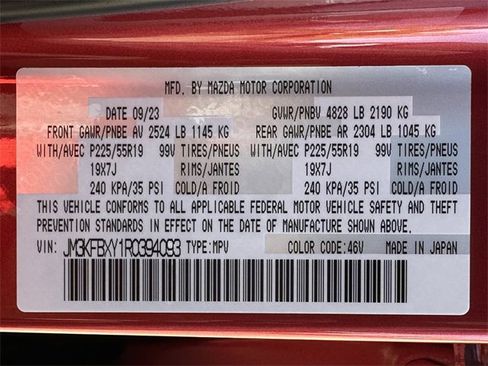 MFD. BY MAZDA MOTOR CORPORATION
DATE 09/23 GVWR/PNBV 4828 LB 2190 KG
FRONT GAWR/PNBE AV 2524 LB 1145 KG REAR GAWR/PNBE AR 2304 LB 1045 KG
WITH/AVEC P225/55R19 99V TIRES/PNEUS WITH/AVEC P225/55R19 99V TIRES/PNEUS
19X7J RIMS/JANTES 19X7J RIMS/JANTES
240 KPA/35 PSI COLD/A FROID 240 KPA/35 PSI COLD/A FROID
THIS VEHICLE CONFORMS TO ALL APPLICABLE FEDERAL MOTOR VEHICLE SAFETY AND THEFT
PREVENTION STANDARDS IN EFFECT ON THE DATE OF MANUFACTURE SHOWN ABOVE.
VIN: JM3KFBXY1R0394093 TYPE:MPV COLOR CODE:46V MADE IN JAPAN